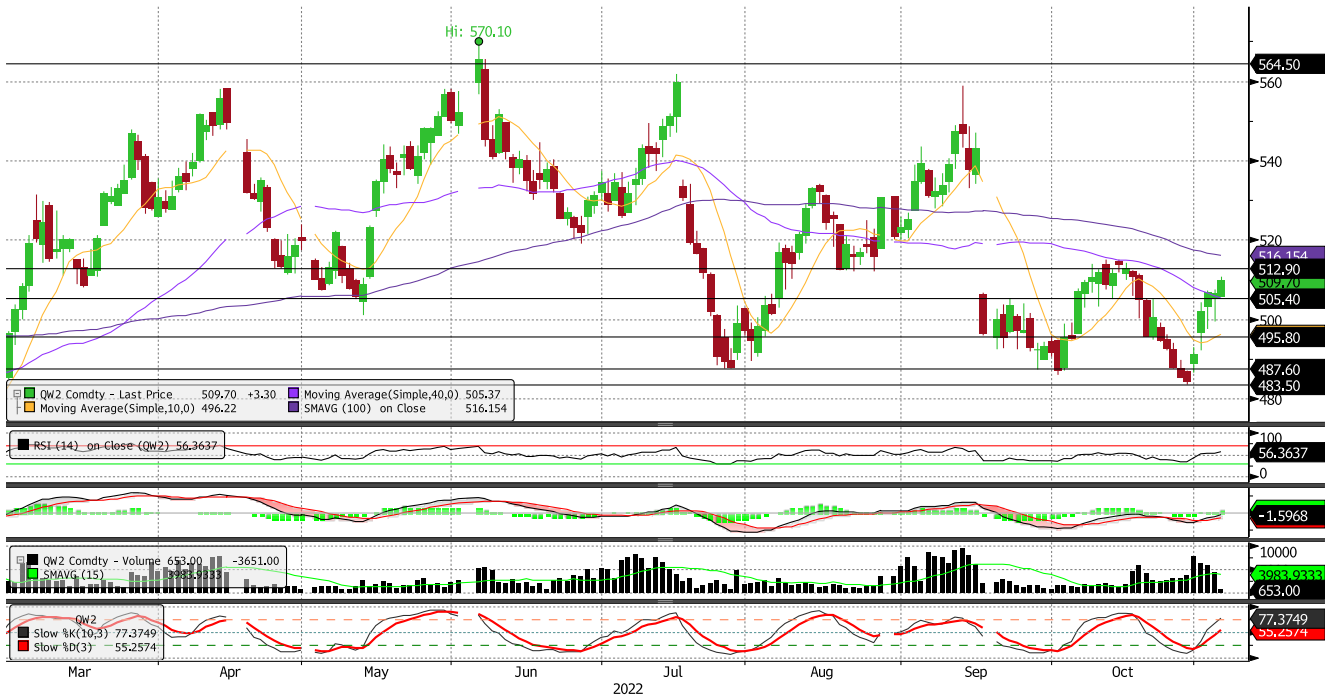 Hi: 570.10
564.50
560
540
520
516.154
512.90
509.70
505.40
500
495.80
487.60
483.50
480
QW2 Comdty - Last Price 509.70 +3.30 Moving Average(Simple,40,0) 505.37
Moving Average(Simple,10,0) 496.22 SMAVG (100) on Close 516.154
RSI (14) on Close (QW2) 56.3637
100
56.3637
0
-1.5968
QW2 Comdty - Volume 653.00 -3651.00
SMAVG (15) 3983.9333
10000
3983.9333
653.00
QW2
Slow %K(10,3) 77.3749
Slow %D(3) 55.2574
77.3749
55.2574
Mar Apr May Jun Jul Aug Sep Oct
2022